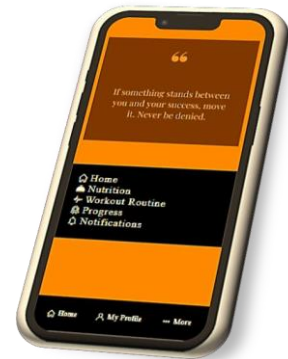 “
If something stands between
you and your success, move
it. Never be denied.
Home
Nutrition
Workout Routine
Progress
Notifications
Home My Profile ... More